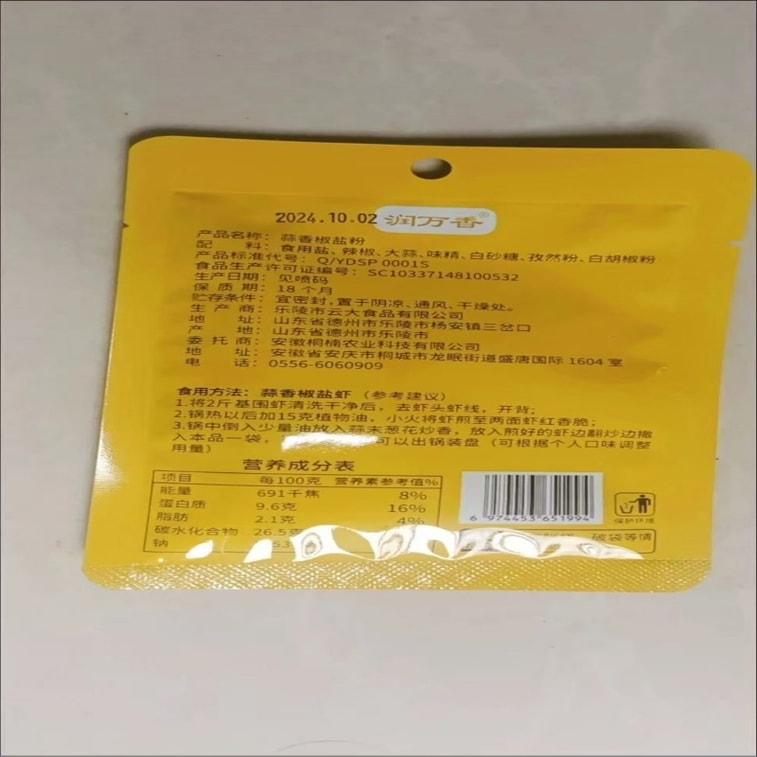 2024.10.02 润万香®
产品名称：蒜香椒盐粉
配 料：食用盐、辣椒、大蒜、味精、白砂糖、孜然粉、白胡椒粉
产品标准代号：Q/YDSP 0001S
食品生产许可证编号：SC10337148100532
生产日期：见喷码
保 质 期：18个月
贮存条件：宜密封，置于阴凉、通风、干燥处。
生 产 商：乐陵市云大食品有限公司
地 址：山东省德州市乐陵市杨安镇三岔口
产 地：山东省德州市乐陵市
委 托 商：安徽桐楠农业科技有限公司
地 址：安徽省安庆市桐城市龙眠街道盛唐国际1604室
电 话：0556-6060909
食用方法：蒜香椒盐虾（参考建议）
1.将2斤基围虾清洗干净后，去虾头虾线，开背；
2.锅热以后加15克植物油，小火将虾煎至两面虾红香脆；
3.锅中倒入少量油放入蒜末葱花炒香，放入煎好的虾边翻炒边撒
入本品一袋，可以出锅装盘（可根据个人口味调整
用量）
营养成分表
项目 每100克 营养素参考值%
能量 691千焦 8%
蛋白质 9.6克 16%
脂肪 2.1克 4%
碳水化合物 26.5克
钠
6 974453 651994
保护环境
破袋等情